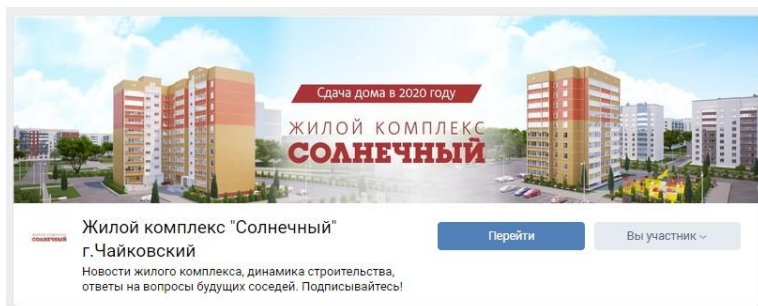 Сдача дома в 2020 году
ЖИЛОЙ КОМПЛЕКС
СОЛНЕЧНЫЙ
Жилой комплекс "Солнечный"
г.Чайковский
Новости жилого комплекса, динамика строительства,
ответы на вопросы будущих соседей. Подписывайтесь!
Перейти
Вы участник